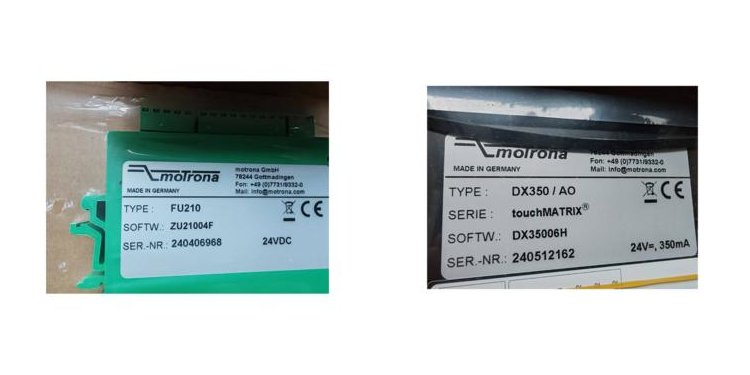 motrona
motrona GmbH
78244 Gottmadingen
Fon: +49 (0)7731/9332-0
Mail: info@motrona.com
MADE IN GERMANY
TYPE : FU210
SOFTW.: ZU21004F
SER.-NR.: 240406968 24VDC
motrona
78244 Gottmadingen
Fon: +49 (0)7731/9332-0
Mail: info@motrona.com
MADE IN GERMANY
TYPE : DX350 / AO
SERIE : touchMATRIX®
SOFTW.: DX35006H
24V=, 350mA
SER.-NR.: 240512162